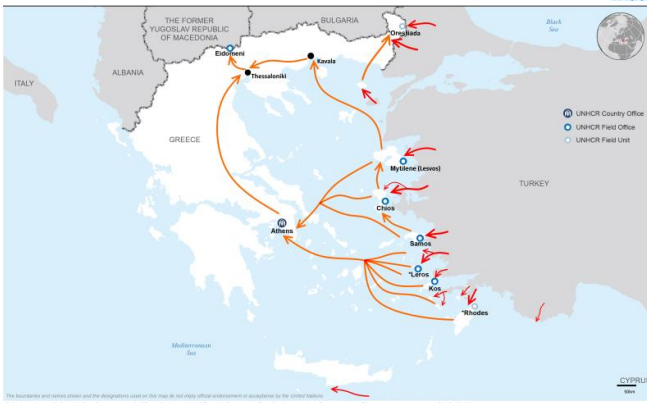 THE FORMER
YUGOSLAV REPUBLIC
OF MACEDONIA
BULGARIA
Black
Sea
*Orestiada
Eidomeni
Kavala
Thessaloniki
ALBANIA
ITALY
UNHCR Country Office
UNHCR Field Office
UNHCR Field Unit
GREECE
Mytilene (Lesvos)
TURKEY
Chios
Athens
Samos
*Leros
Kos
*Rhodes
Mediterranean
Sea
CYPRUS
50km
The boundaries and names shown and the designations used on this map do not imply official endorsement or acceptance by the United Nations.